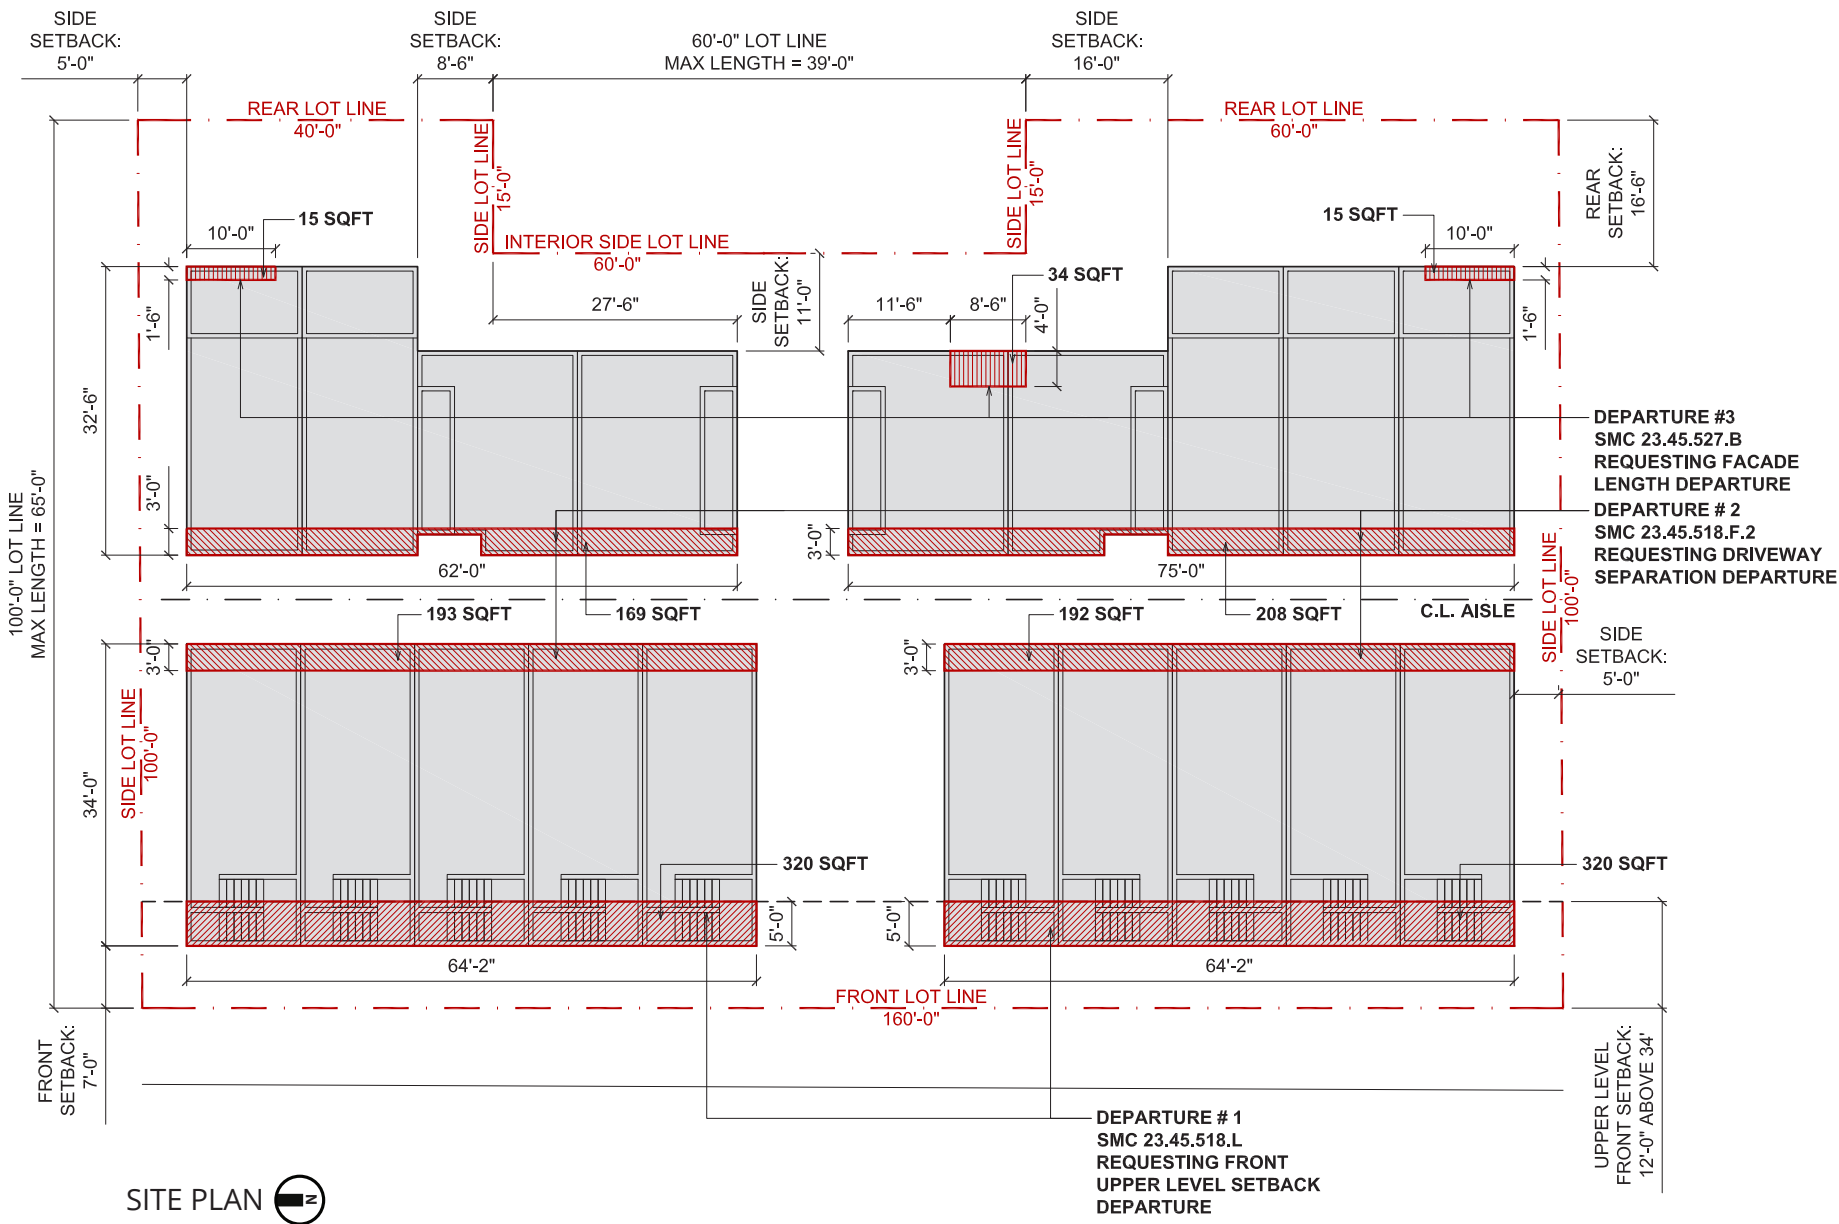 SIDE
SETBACK:
5'-0"
SIDE
SETBACK:
8'-6"
60'-0" LOT LINE
MAX LENGTH = 39'-0"
SIDE
SETBACK:
16'-0"
REAR LOT LINE
40'-0"
REAR LOT LINE
60'-0"
SIDE LOT LINE
15'-0"
SIDE LOT LINE
15'-0"
INTERIOR SIDE LOT LINE
60'-0"
REAR
SETBACK:
16'-6"
15 SQFT
10'-0"
15 SQFT
10'-0"
34 SQFT
27'-6"
SIDE
SETBACK:
11'-0"
11'-6"
8'-6"
4'-0"
1'-6"
1'-6"
32'-6"
3'-0"
3'-0"
DEPARTURE #3
SMC 23.45.527.B
REQUESTING FACADE
LENGTH DEPARTURE
DEPARTURE # 2
SMC 23.45.518.F.2
REQUESTING DRIVEWAY
SEPARATION DEPARTURE
100'-0" LOT LINE
MAX LENGTH = 65'-0"
62'-0"
75'-0"
193 SQFT
169 SQFT
192 SQFT
208 SQFT
C.L. AISLE
SIDE LOT LINE
100'-0"
SIDE
SETBACK:
5'-0"
3'-0"
3'-0"
SIDE LOT LINE
100'-0"
34'-0"
320 SQFT
320 SQFT
5'-0"
5'-0"
64'-2"
64'-2"
FRONT LOT LINE
160'-0"
FRONT
SETBACK:
7'-0"
UPPER LEVEL
FRONT SETBACK:
12'-0" ABOVE 34'
DEPARTURE # 1
SMC 23.45.518.L
REQUESTING FRONT
UPPER LEVEL SETBACK
DEPARTURE
SITE PLAN
N